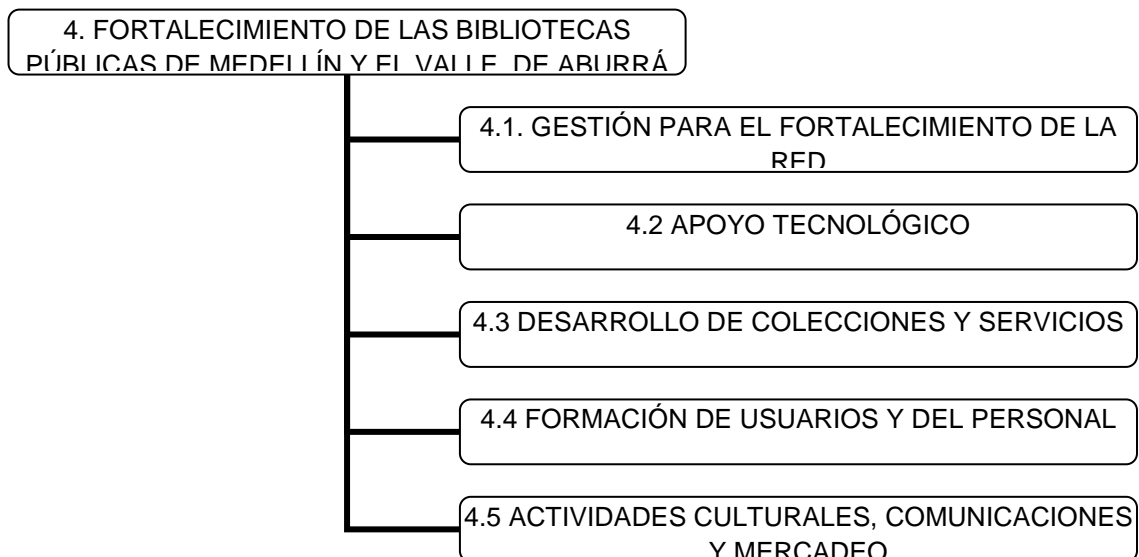 4. FORTALECIMIENTO DE LAS BIBLIOTECAS
PÚBLICAS DE MEDELLÍN Y EL VALLE DE ABURRÁ
4.1. GESTIÓN PARA EL FORTALECIMIENTO DE LA
RED
4.2 APOYO TECNOLÓGICO
4.3 DESARROLLO DE COLECCIONES Y SERVICIOS
4.4 FORMACIÓN DE USUARIOS Y DEL PERSONAL
4.5 ACTIVIDADES CULTURALES, COMUNICACIONES
Y MERCADEO